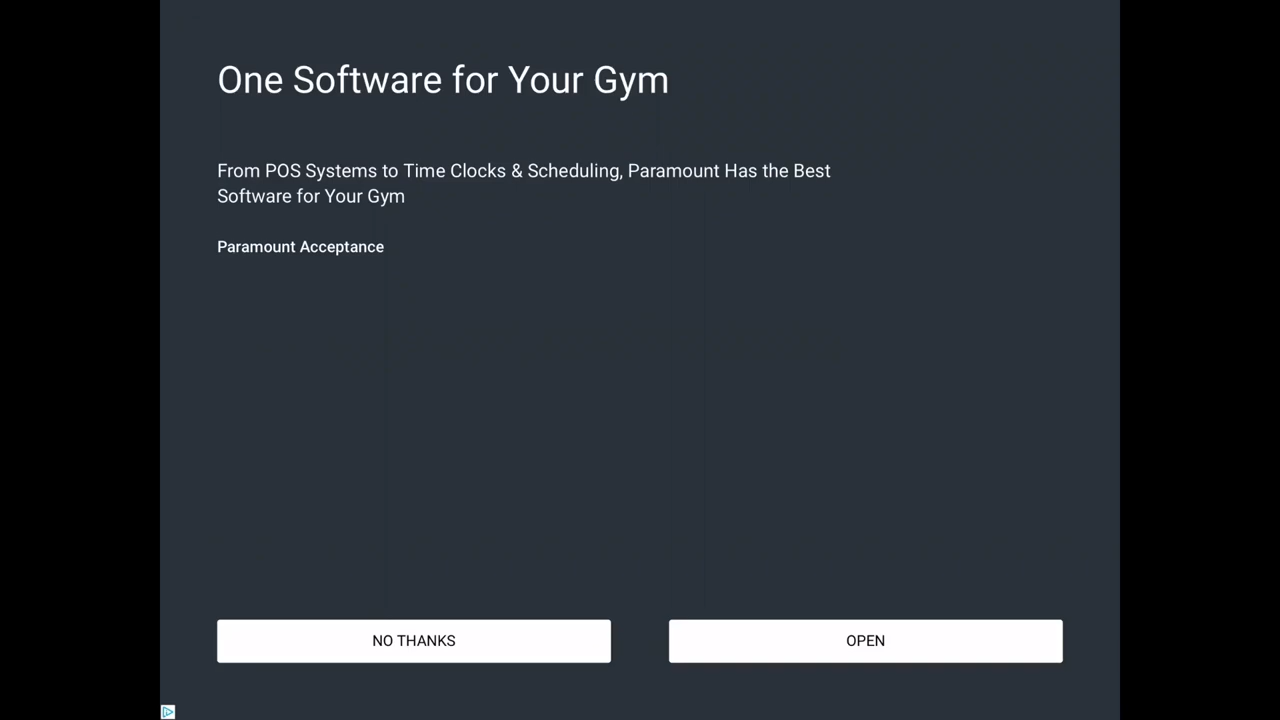 One Software for Your Gym
From POS Systems to Time Clocks & Scheduling, Paramount Has the Best
Software for Your Gym
Paramount Acceptance
NO THANKS
OPEN